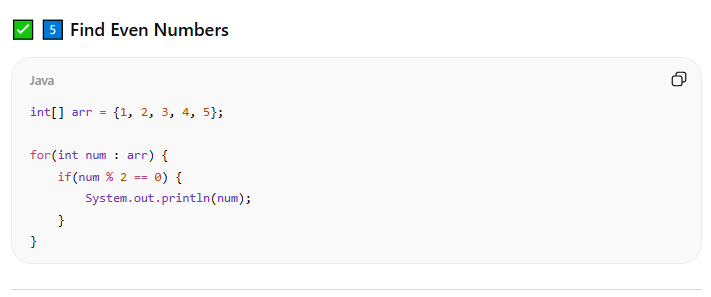 ✅ 5️⃣ Find Even Numbers
Java
int[] arr = {1, 2, 3, 4, 5};
for(int num : arr) {
    if(num % 2 == 0) {
        System.out.println(num);
    }
}